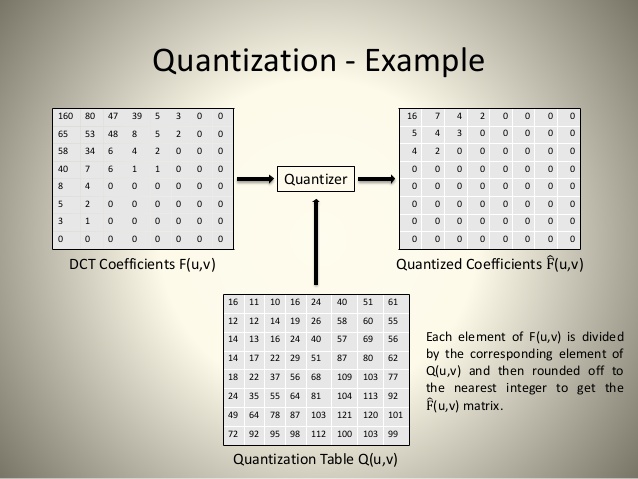 Quantization - Example
160 80 47 39 5 3 0 0
65 53 48 8 5 2 0 0
58 34 6 4 2 0 0 0
40 7 6 1 1 0 0 0
8 4 0 0 0 0 0 0
5 2 0 0 0 0 0 0
3 1 0 0 0 0 0 0
0 0 0 0 0 0 0 0
DCT Coefficients F(u,v)
Quantizer
16 7 4 2 0 0 0 0
5 4 3 0 0 0 0 0
4 2 0 0 0 0 0 0
0 0 0 0 0 0 0 0
0 0 0 0 0 0 0 0
0 0 0 0 0 0 0 0
0 0 0 0 0 0 0 0
0 0 0 0 0 0 0 0
Quantized Coefficients F̂(u,v)
16 11 10 16 24 40 51 61
12 12 14 19 26 58 60 55
14 13 16 24 40 57 69 56
14 17 22 29 51 87 80 62
18 22 37 56 68 109 103 77
24 35 55 64 81 104 113 92
49 64 78 87 103 121 120 101
72 92 95 98 112 100 103 99
Quantization Table Q(u,v)
Each element of F(u,v) is divided
by the corresponding element of
Q(u,v) and then rounded off to
the nearest integer to get the
F̂(u,v) matrix.